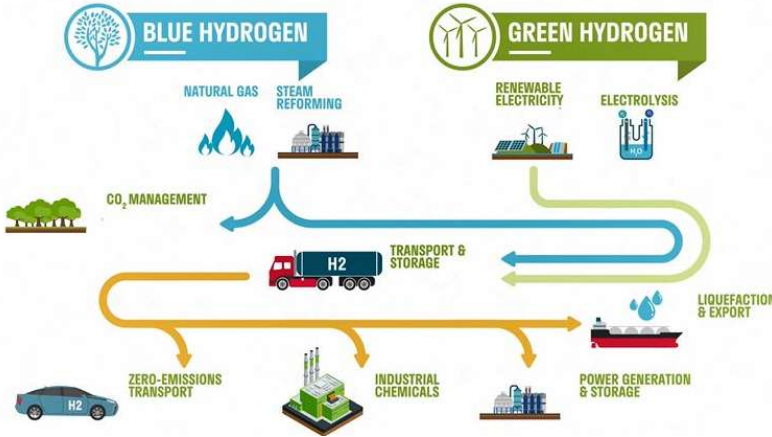 BLUE HYDROGEN
GREEN HYDROGEN
NATURAL GAS
STEAM
REFORMING
RENEWABLE
ELECTRICITY
ELECTROLYSIS
H₂O
CO₂ MANAGEMENT
TRANSPORT &
STORAGE
H2
LIQUEFACTION
& EXPORT
ZERO-EMISSIONS
TRANSPORT
H2
INDUSTRIAL
CHEMICALS
POWER GENERATION
& STORAGE